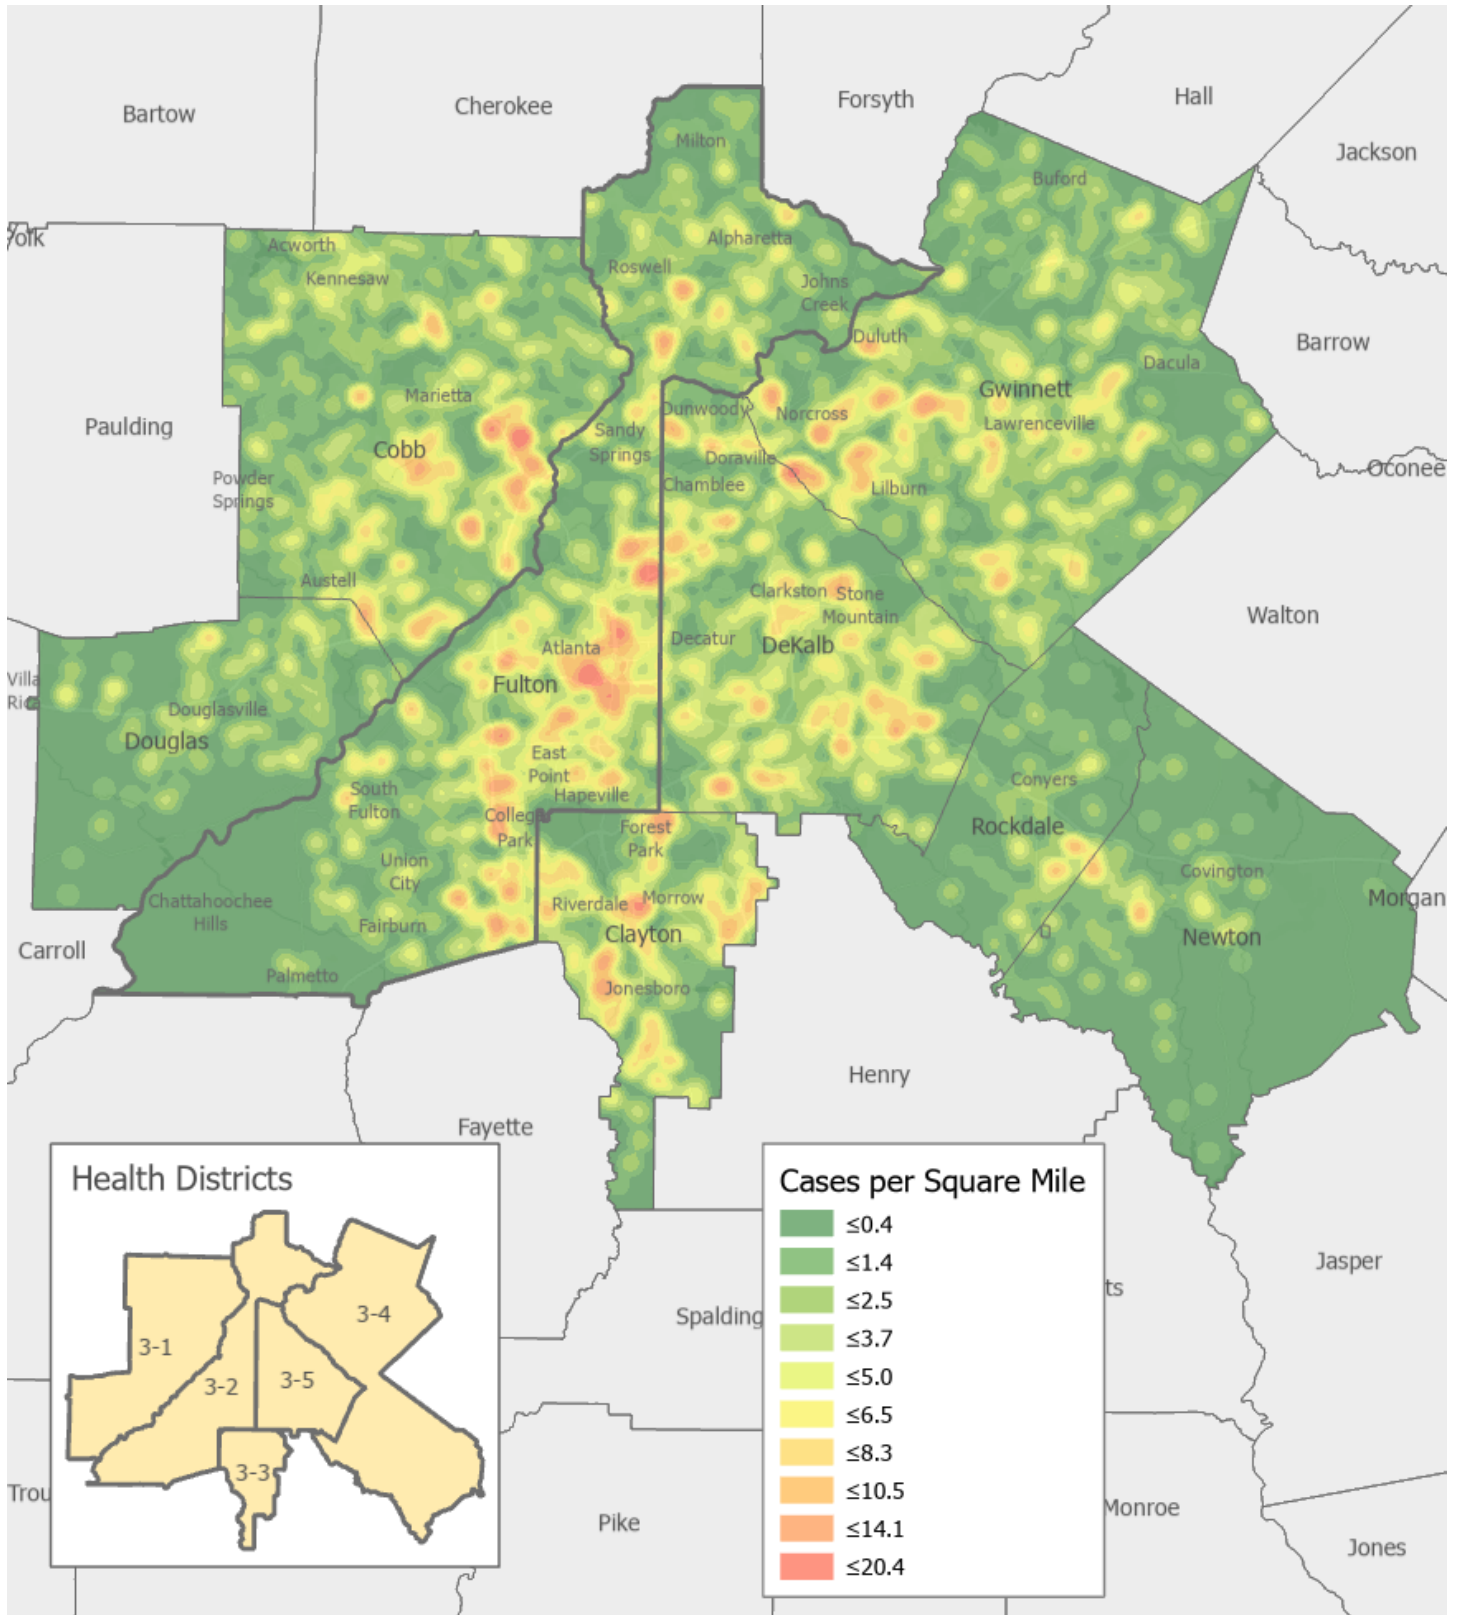 Bartow
Cherokee
Forsyth
Hall
Jackson
Milton
Buford
Acworth
Kennesaw
Alpharetta
Roswell
Johns
Creek
Duluth
Barrow
Dacula
Gwinnett
Lawrenceville
Paulding
Marietta
Cobb
Dunwoody
Norcross
Sandy
Springs
Doraville
Chamblee
Lilburn
Oconee
Powder
Springs
Austell
Clarkston
Stone
Mountain
Walton
Atlanta
Decatur
DeKalb
Fulton
Villa
Douglasville
Douglas
East
Point
Hapeville
South
Fulton
College
Park
Forest
Park
Conyers
Rockdale
Union
City
Covington
Morgan
Chattahoochee
Hills
Fairburn
Riverdale
Morrow
Clayton
Newton
Carroll
Palmetto
Jonesboro
Henry
Fayette
Jasper
Spalding
ts
Pike
Monroe
Jones
Trou
Health Districts
3-1
3-2
3-3
3-4
3-5
Cases per Square Mile
≤0.4
≤1.4
≤2.5
≤3.7
≤5.0
≤6.5
≤8.3
≤10.5
≤14.1
≤20.4